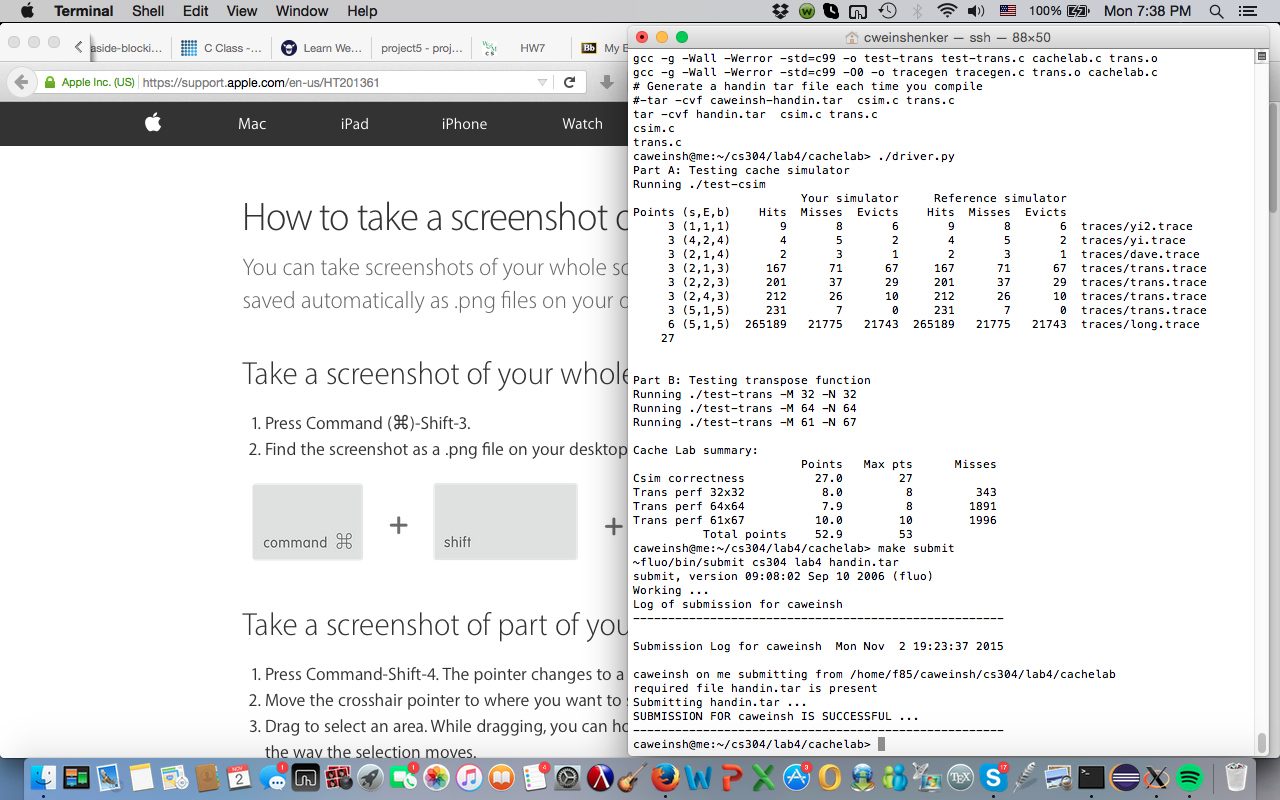 Terminal Shell Edit View Window Help 100% Mon 7:38 PM
aside-blocki... C Class -... Learn We... project5 - proj... HW7 Bb My E
Apple Inc. (US) https://support.apple.com/en-us/HT201361
Mac iPad iPhone Watch
How to take a screenshot
You can take screenshots of your whole
saved automatically as .png files on your
Take a screenshot of your whole
1. Press Command (⌘)-Shift-3.
2. Find the screenshot as a .png file on your desktop
command ⌘ + shift +
Take a screenshot of part of you
1. Press Command-Shift-4. The pointer changes to a
2. Move the crosshair pointer to where you want to
3. Drag to select an area. While dragging, you can
the way the selection moves.
cweinshenker — ssh — 88×50
gcc -g -Wall -Werror -std=c99 -o test-trans test-trans.c cachelab.c trans.o
gcc -g -Wall -Werror -std=c99 -O0 -o tracegen tracegen.c trans.o cachelab.c
# Generate a handin tar file each time you compile
#-tar -cvf caweinsh-handin.tar  csim.c trans.c
tar -cvf handin.tar  csim.c trans.c
csim.c
trans.c
caweinsh@me:~/cs304/lab4/cachelab> ./driver.py
Part A: Testing cache simulator
Running ./test-csim
                        Your simulator     Reference simulator
Points (s,E,b)    Hits  Misses  Evicts    Hits  Misses  Evicts
     3 (1,1,1)       9       8       6       9       8       6  traces/yi2.trace
     3 (4,2,4)       4       5       2       4       5       2  traces/yi.trace
     3 (2,1,4)       2       3       1       2       3       1  traces/dave.trace
     3 (2,1,3)     167      71      67     167      71      67  traces/trans.trace
     3 (2,2,3)     201      37      29     201      37      29  traces/trans.trace
     3 (2,4,3)     212      26      10     212      26      10  traces/trans.trace
     3 (5,1,5)     231       7       0     231       7       0  traces/trans.trace
     6 (5,1,5)  265189   21775   21743  265189   21775   21743  traces/long.trace
    27
Part B: Testing transpose function
Running ./test-trans -M 32 -N 32
Running ./test-trans -M 64 -N 64
Running ./test-trans -M 61 -N 67
Cache Lab summary:
                        Points   Max pts      Misses
Csim correctness          27.0        27
Trans perf 32x32           8.0         8         343
Trans perf 64x64           7.9         8        1891
Trans perf 61x67          10.0        10        1996
          Total points    52.9        53
caweinsh@me:~/cs304/lab4/cachelab> make submit
~fluo/bin/submit cs304 lab4 handin.tar
submit, version 09:08:02 Sep 10 2006 (fluo)
Working ...
Log of submission for caweinsh
-----------------------------------------------------
Submission Log for caweinsh  Mon Nov  2 19:23:37 2015
caweinsh on me submitting from /home/f85/caweinsh/cs304/lab4/cachelab
required file handin.tar is present
Submitting handin.tar ...
SUBMISSION FOR caweinsh IS SUCCESSFUL ...
-----------------------------------------------------
caweinsh@me:~/cs304/lab4/cachelab>